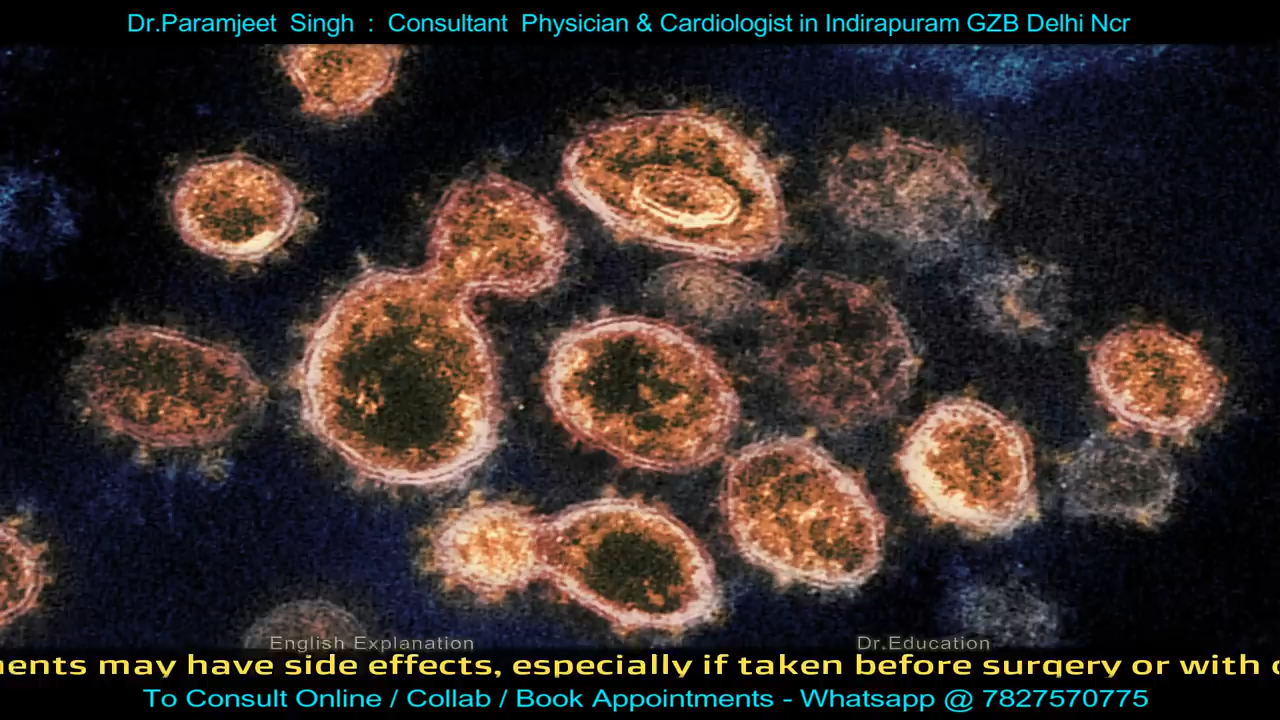 Dr.Paramjeet Singh : Consultant Physician & Cardiologist in Indirapuram GZB Delhi Ncr
English Explanation
Dr.Education
may have side effects, especially if taken before surgery or with
To Consult Online / Collab / Book Appointments - Whatsapp @ 7827570775